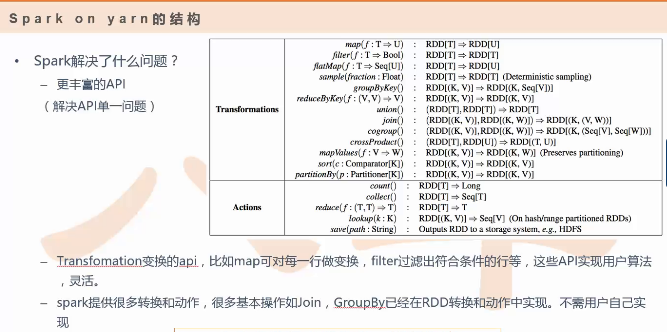 Spark on yarn的结构
• Spark解决了什么问题？
– 更丰富的API
（解决API单一问题）
Transformations
map(f : T ⇒ U) : RDD[T] ⇒ RDD[U]
filter(f : T ⇒ Bool) : RDD[T] ⇒ RDD[T]
flatMap(f : T ⇒ Seq[U]) : RDD[T] ⇒ RDD[U]
sample(fraction : Float) : RDD[T] ⇒ RDD[T] (Deterministic sampling)
groupByKey() : RDD[(K, V)] ⇒ RDD[(K, Seq[V])]
reduceByKey(f : (V,V) ⇒ V) : RDD[(K, V)] ⇒ RDD[(K, V)]
union() : (RDD[T],RDD[T]) ⇒ RDD[T]
join() : (RDD[(K, V)],RDD[(K, W)]) ⇒ RDD[(K, (V, W))]
cogroup() : (RDD[(K, V)],RDD[(K, W)]) ⇒ RDD[(K, (Seq[V], Seq[W]))]
crossProduct() : (RDD[T],RDD[U]) ⇒ RDD[(T, U)]
mapValues(f : V ⇒ W) : RDD[(K, V)] ⇒ RDD[(K, W)] (Preserves partitioning)
sort(c : Comparator[K]) : RDD[(K, V)] ⇒ RDD[(K, V)]
partitionBy(p : Partitioner[K]) : RDD[(K, V)] ⇒ RDD[(K, V)]
Actions
count() : RDD[T] ⇒ Long
collect() : RDD[T] ⇒ Seq[T]
reduce(f : (T,T) ⇒ T) : RDD[T] ⇒ T
lookup(k : K) : RDD[(K, V)] ⇒ Seq[V] (On hash/range partitioned RDDs)
save(path : String) : Outputs RDD to a storage system, e.g., HDFS
– Transfomation变换的api，比如map可对每一行做变换，filter过滤出符合条件的行等，这些API实现用户算法
，灵活。
– spark提供很多转换和动作，很多基本操作如Join，GroupBy已经在RDD转换和动作中实现。不需用户自己实
现